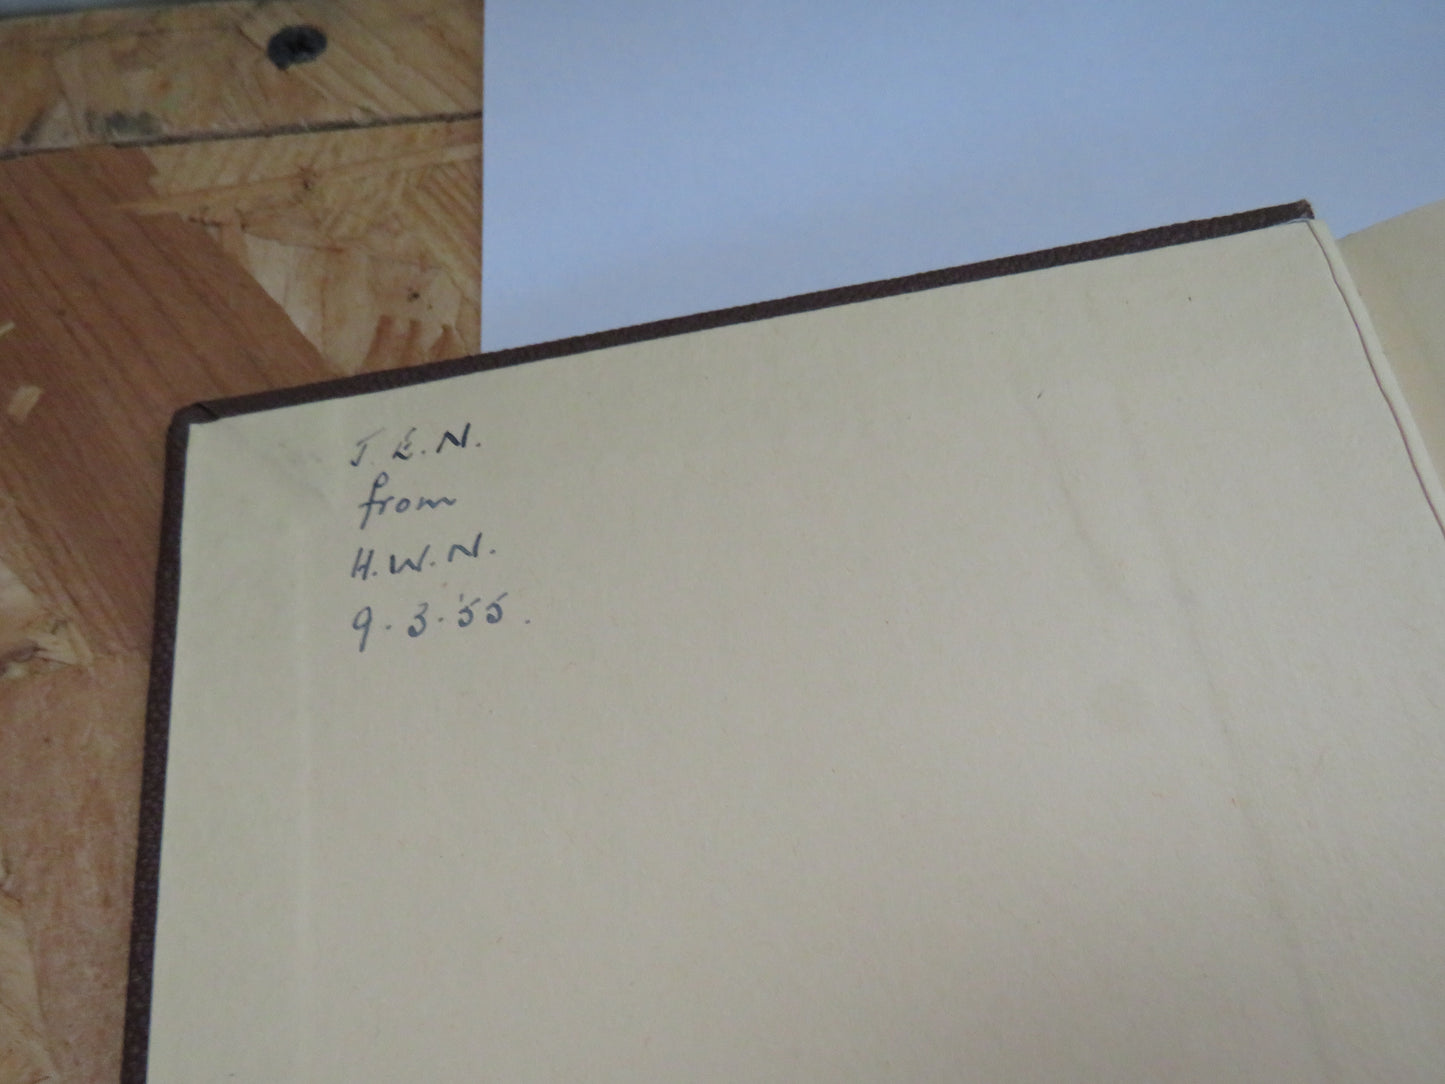 J. E. N.
from
H. W. N.
9. 3. '55.